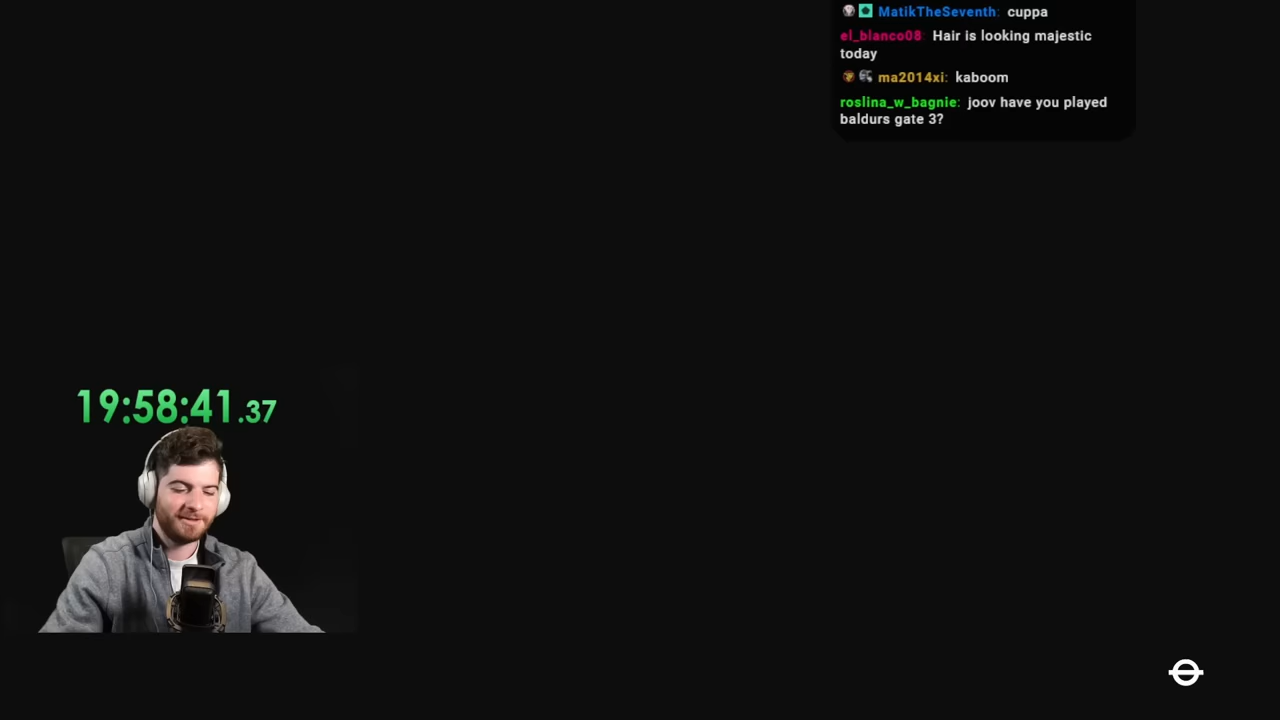 MatikTheSeventh: cuppa
el_blanco08 Hair is looking majestic
today
ma2014xi: kaboom
roslina_w_bagnie: joov have you played
baldurs gate 3?
19:58:41.37